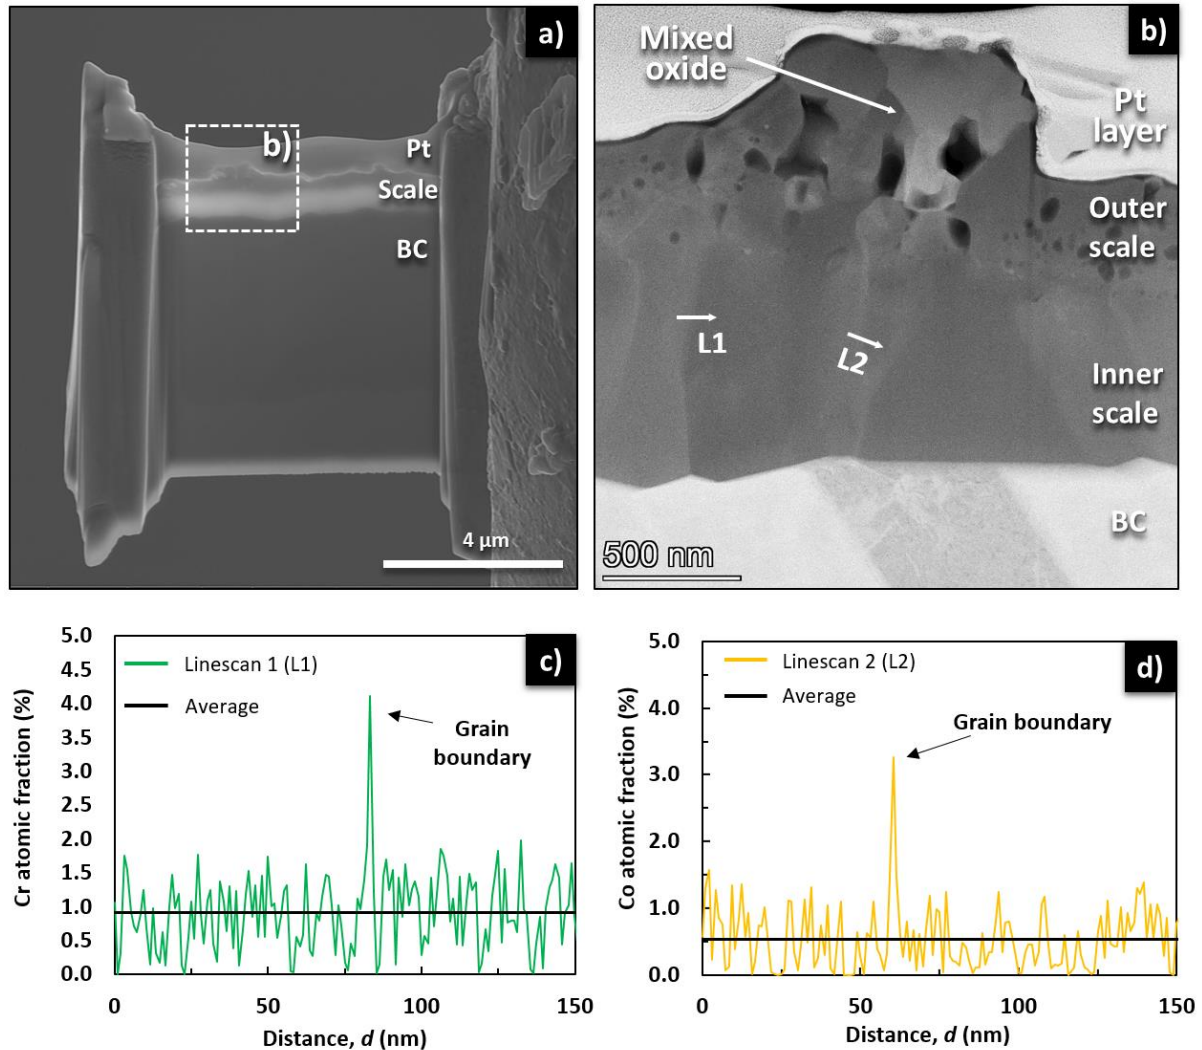 a)
b)
Pt
Scale
BC
4 μm
b)
Mixed
oxide
Pt
layer
Outer
scale
L1
L2
Inner
scale
BC
500 nm
c)
5.0
4.5
4.0
3.5
3.0
2.5
2.0
1.5
1.0
0.5
0.0
Cr atomic fraction (%)
Linescan 1 (L1)
Average
Grain
boundary
0 50 100 150
Distance, d (nm)
d)
5.0
4.0
3.0
2.0
1.0
0.0
Co atomic fraction (%)
Linescan 2 (L2)
Average
Grain boundary
0 50 100 150
Distance, d (nm)